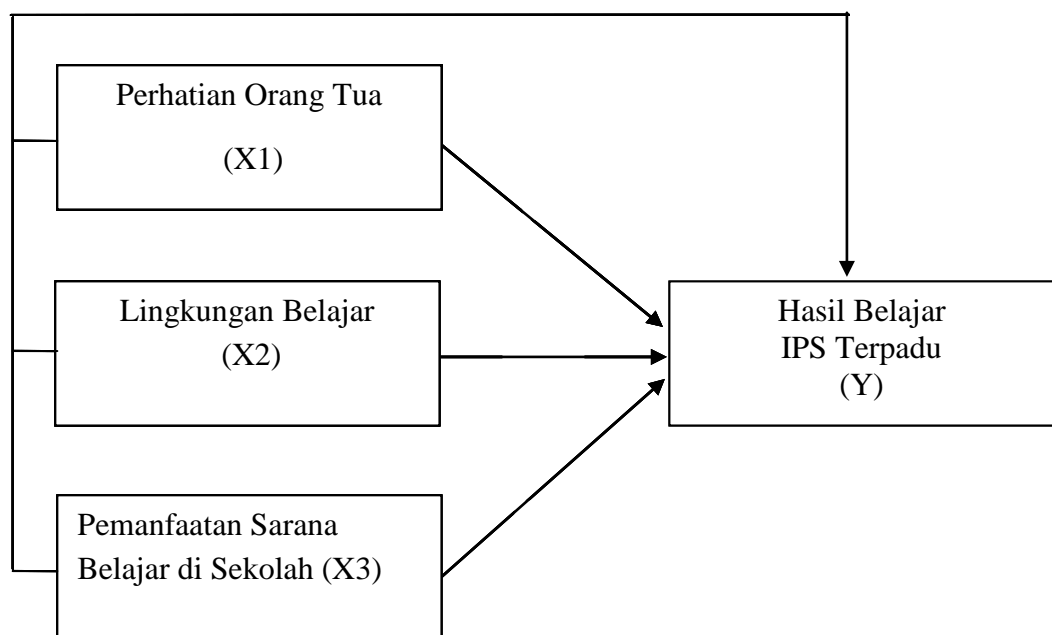 Perhatian Orang Tua
(X1)
Lingkungan Belajar
(X2)
Pemanfaatan Sarana
Belajar di Sekolah (X3)
Hasil Belajar
IPS Terpadu
(Y)